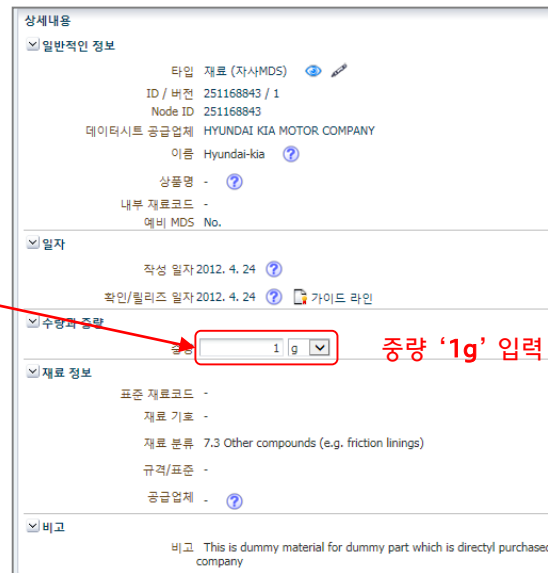 상세내용
일반적인 정보
타입 재료 (자사MDS)
ID / 버전 251168843 / 1
Node ID 251168843
데이터시트 공급업체 HYUNDAI KIA MOTOR COMPANY
이름 Hyundai-kia ?
상품명 - ?
내부 재료코드 -
예비 MDS No.
일자
작성 일자 2012. 4. 24 ?
확인/릴리즈 일자 2012. 4. 24 ? 가이드 라인
수량과 중량
중량 1 g 중량 ‘1g’ 입력
재료 정보
표준 재료코드 -
재료 기호 -
재료 분류 7.3 Other compounds (e.g. friction linings)
규격/표준 -
공급업체 - ?
비고
비고 This is dummy material for dummy part which is directyl purchased
company